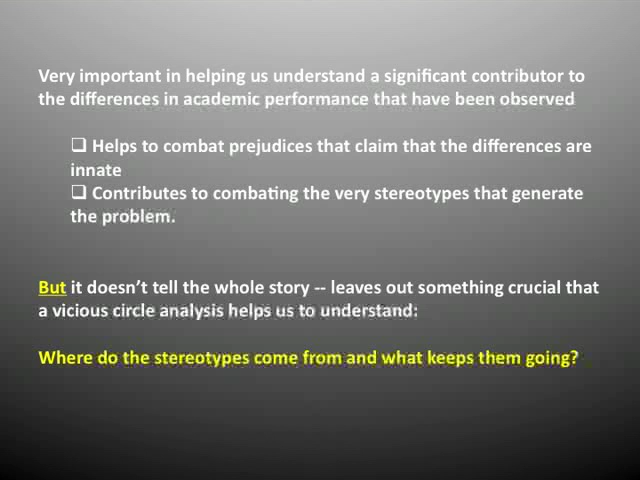 Very important in helping us understand a significant contributor to
the differences in academic performance that have been observed
❑ Helps to combat prejudices that claim that the differences are
innate
❑ Contributes to combating the very stereotypes that generate
the problem.
But it doesn’t tell the whole story -- leaves out something crucial that
a vicious circle analysis helps us to understand:
Where do the stereotypes come from and what keeps them going?